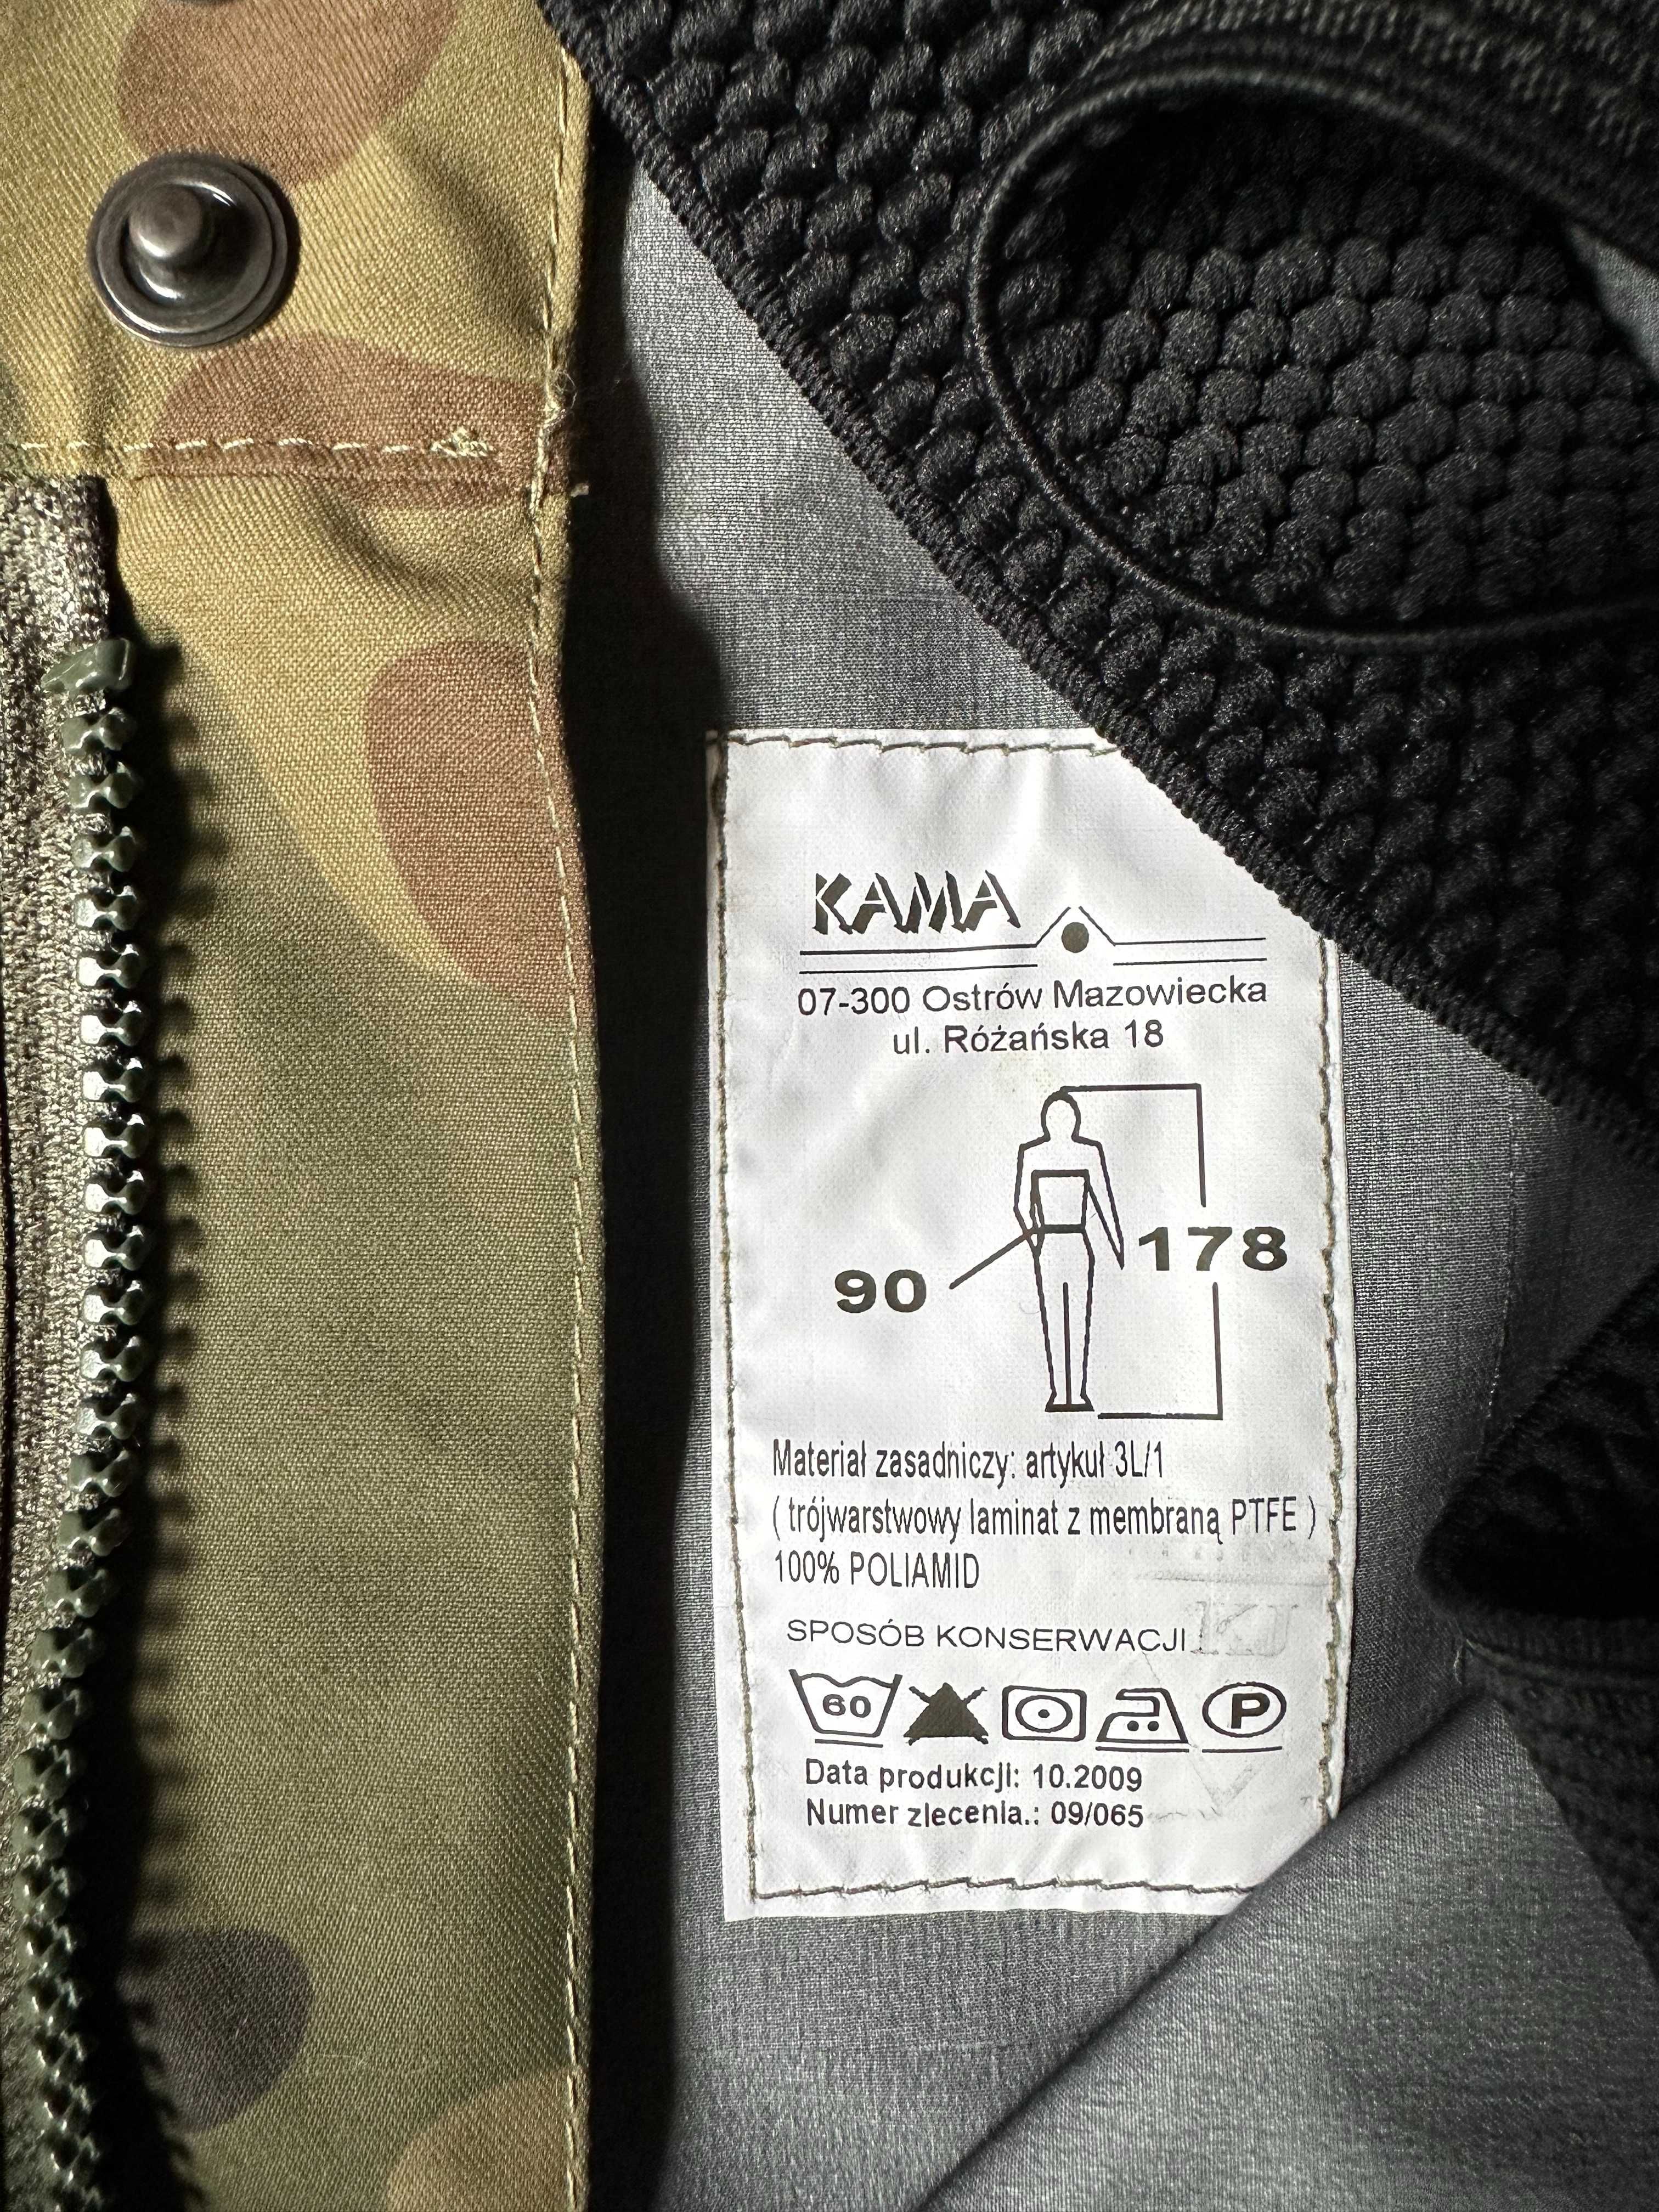 KAMA
07-300 Ostrów Mazowiecka
ul. Różańska 18
178
90
Materiał zasadniczy: artykuł 3L/1
( trójwarstwowy laminat z membraną PTFE )
100% POLIAMID
SPOSÓB KONSERWACJI
60 P
Data produkcji: 10.2009
Numer zlecenia.: 09/065